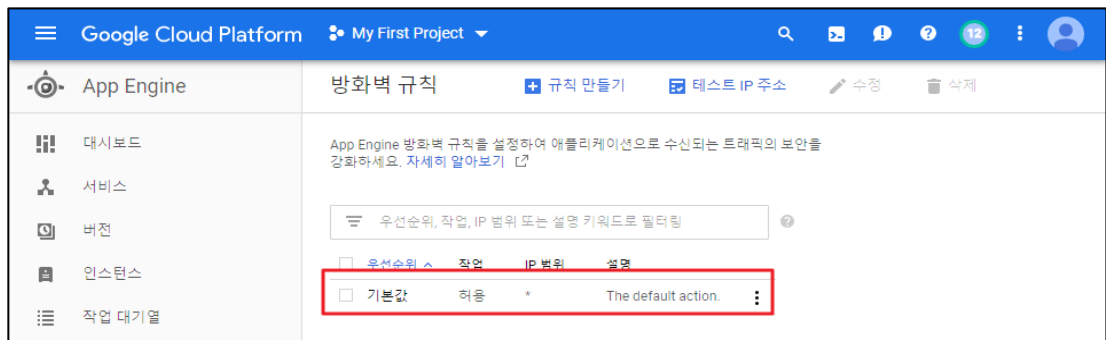 Google Cloud Platform My First Project 12
App Engine 방화벽 규칙 규칙 만들기 테스트 IP 주소 수정 삭제
대시보드
서비스
버전
인스턴스
작업 대기열
App Engine 방화벽 규칙을 설정하여 애플리케이션으로 수신되는 트래픽의 보안을
강화하세요. 자세히 알아보기
우선순위, 작업, IP 범위 또는 설명 키워드로 필터링
우선순위 작업 IP 범위 설명
기본값 허용 * The default action.